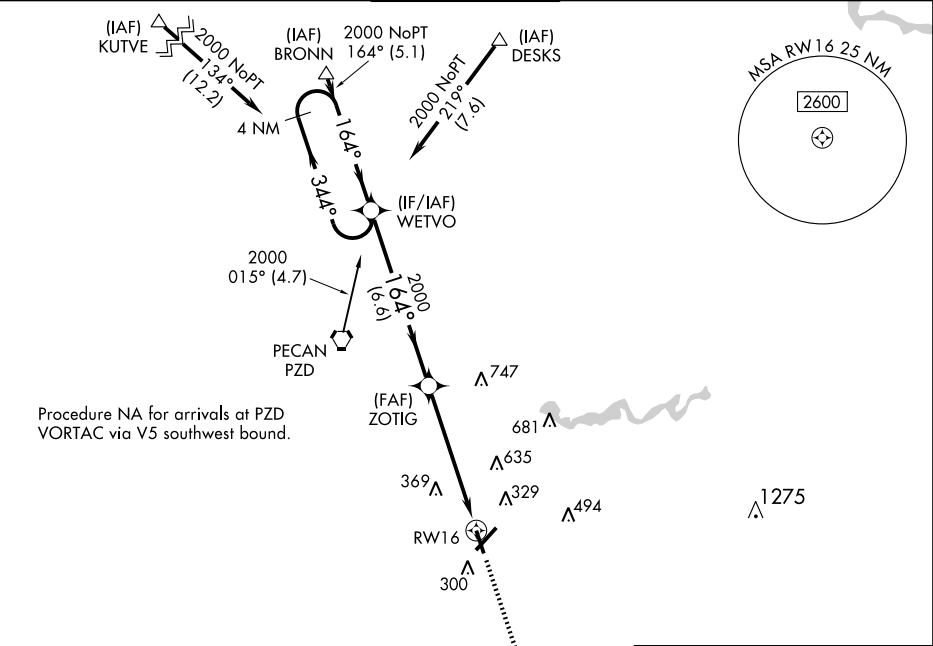 (IAF)
KUTVE
2000 NoPT
134°
(12.2)
(IAF)
BRONN
2000 NoPT
164° (5.1)
(IAF)
DESKS
2000 NoPT
219°
(7.6)
MSA RW16 25 NM
2600
4 NM
164°
344°
(IF/IAF)
WETVO
2000
015° (4.7)
2000
164°
(6.6)
PECAN
PZD
(FAF)
ZOTIG
747
Procedure NA for arrivals at PZD
VORTAC via V5 southwest bound.
681
635
369
329
494
1275
RW16
300